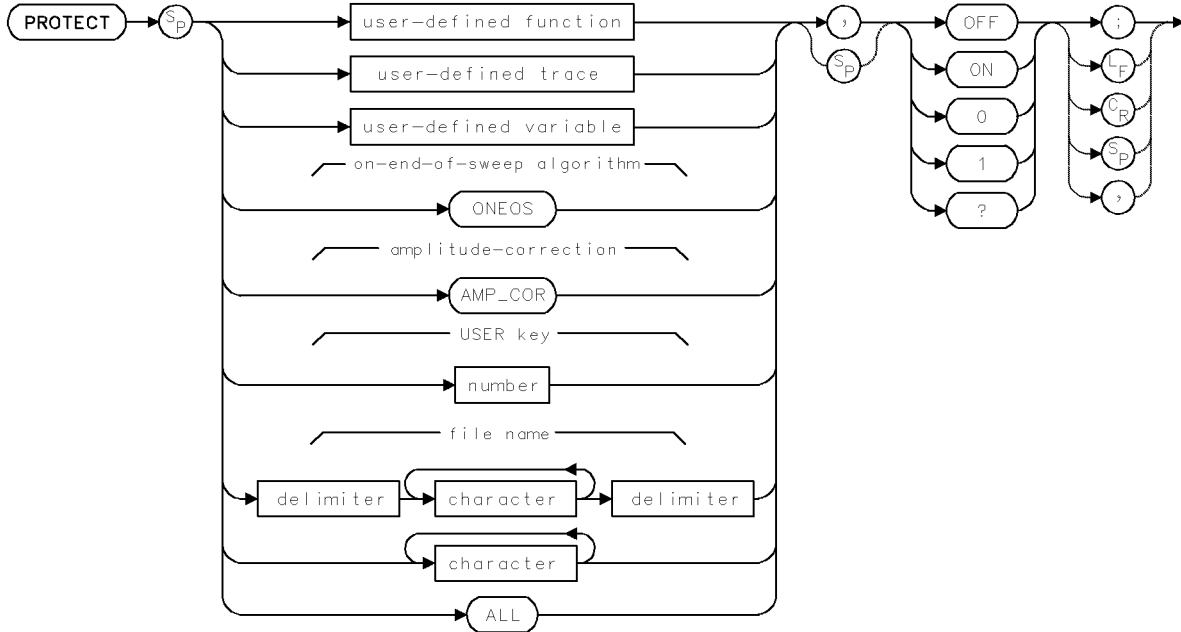 PROTECT SP user-defined function , OFF ;
user-defined trace SP ON LF
user-defined variable 0 CR
on-end-of-sweep algorithm 1 SP
ONEOS ? ,
amplitude-correction
AMP_COR
USER key
number
file name
delimiter character delimiter
character
ALL